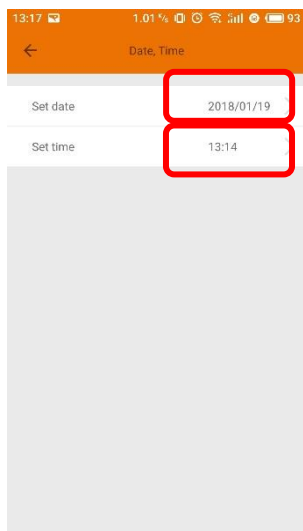 13:17 1.01 K/s 93
Date, Time
Set date 2018/01/19
Set time 13:14